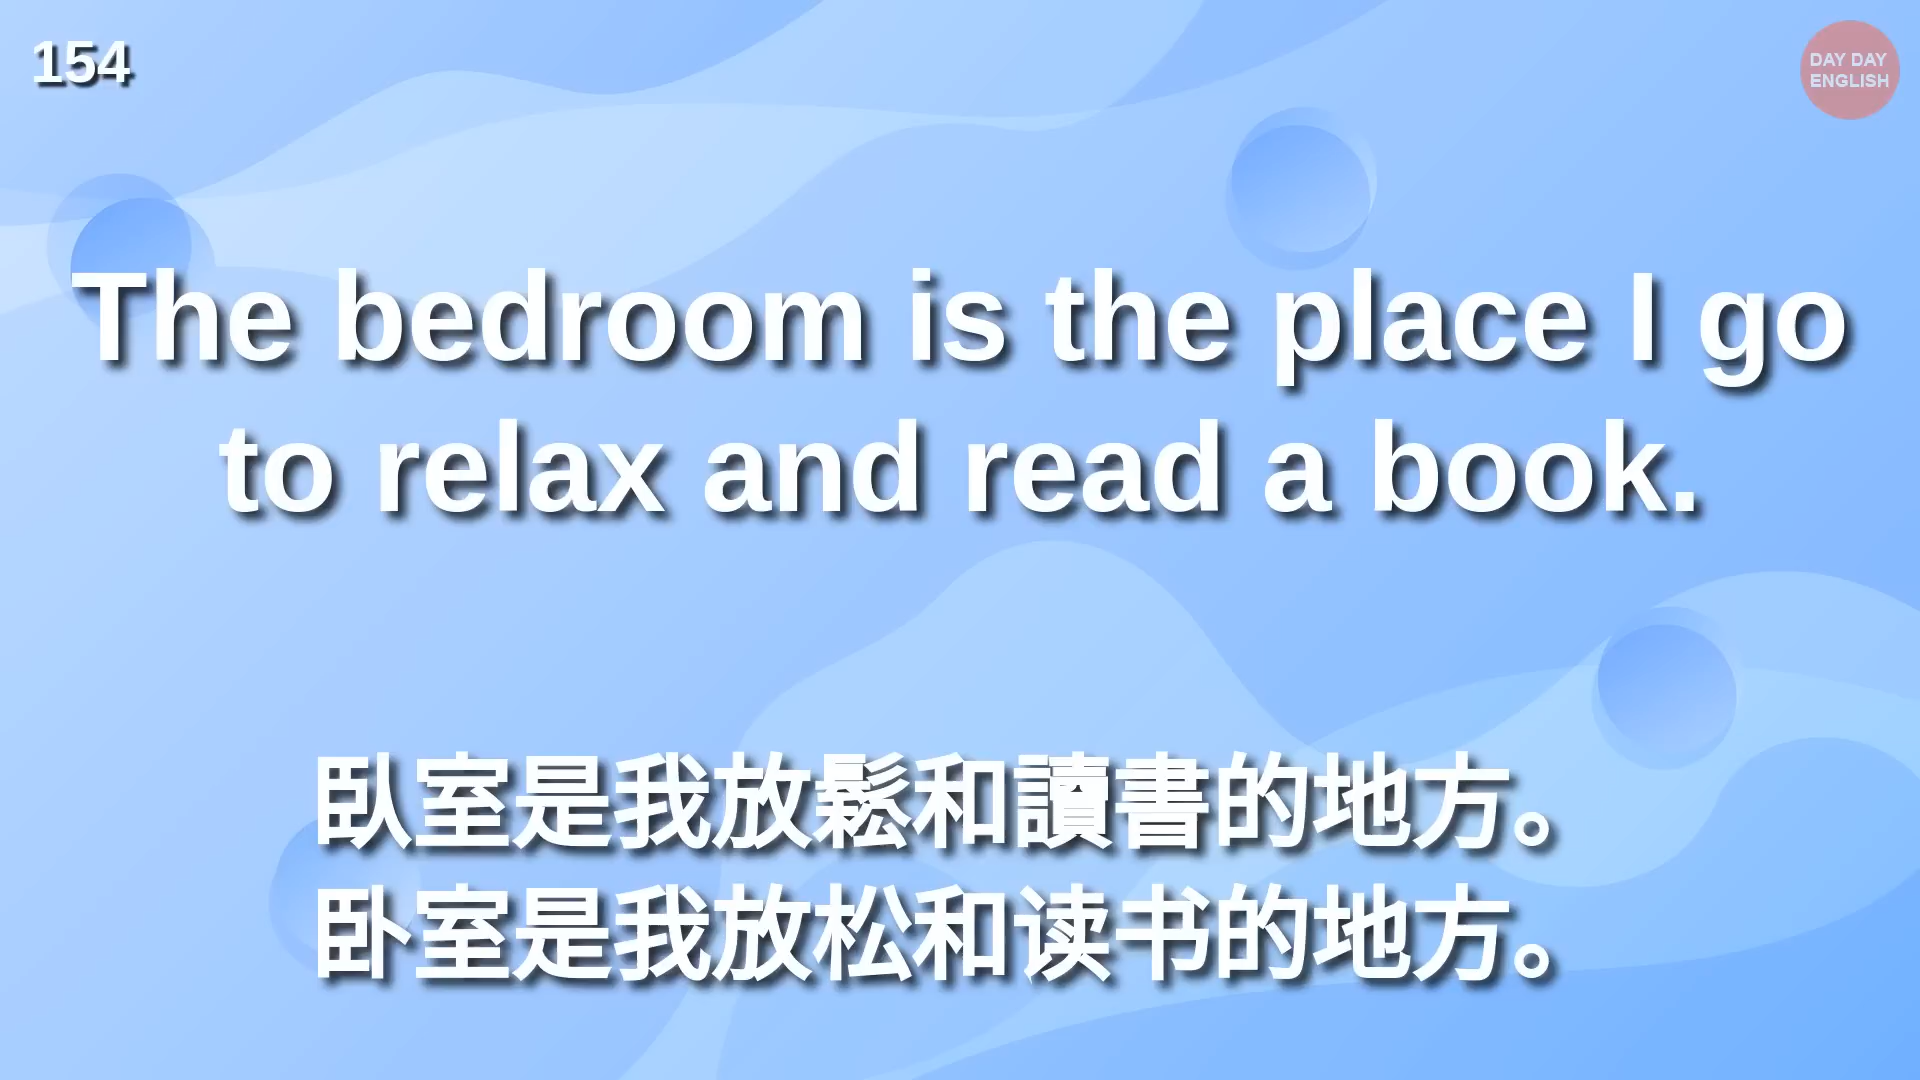 154
DAY DAY
ENGLISH
The bedroom is the place I go
to relax and read a book.
臥室是我放鬆和讀書的地方。
卧室是我放松和读书的地方。